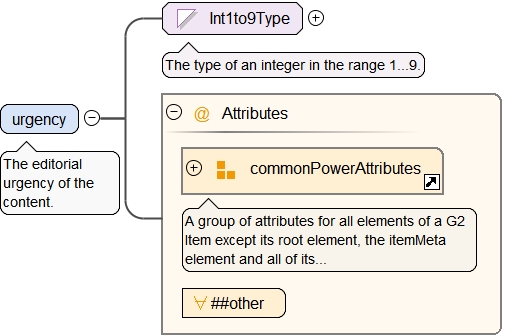 Int1to9Type
The type of an integer in the range 1...9.
urgency
The editorial
urgency of the
content.
@ Attributes
commonPowerAttributes
A group of attributes for all elements of a G2
Item except its root element, the itemMeta
element and all of its...
∀ ##other